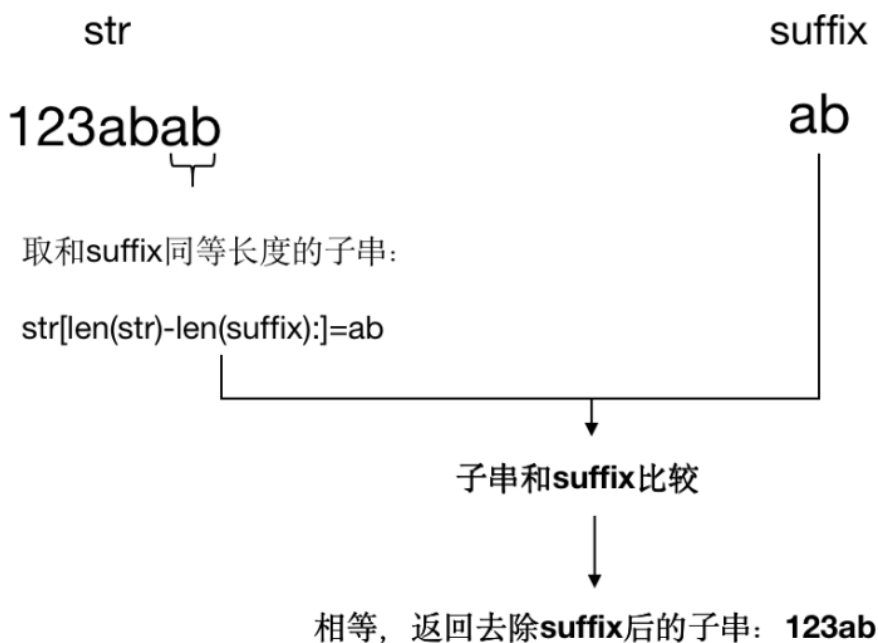 str suffix
123abab ab
取和suffix同等长度的子串：
str[len(str)-len(suffix):]=ab
子串和suffix比较
相等，返回去除suffix后的子串：123ab